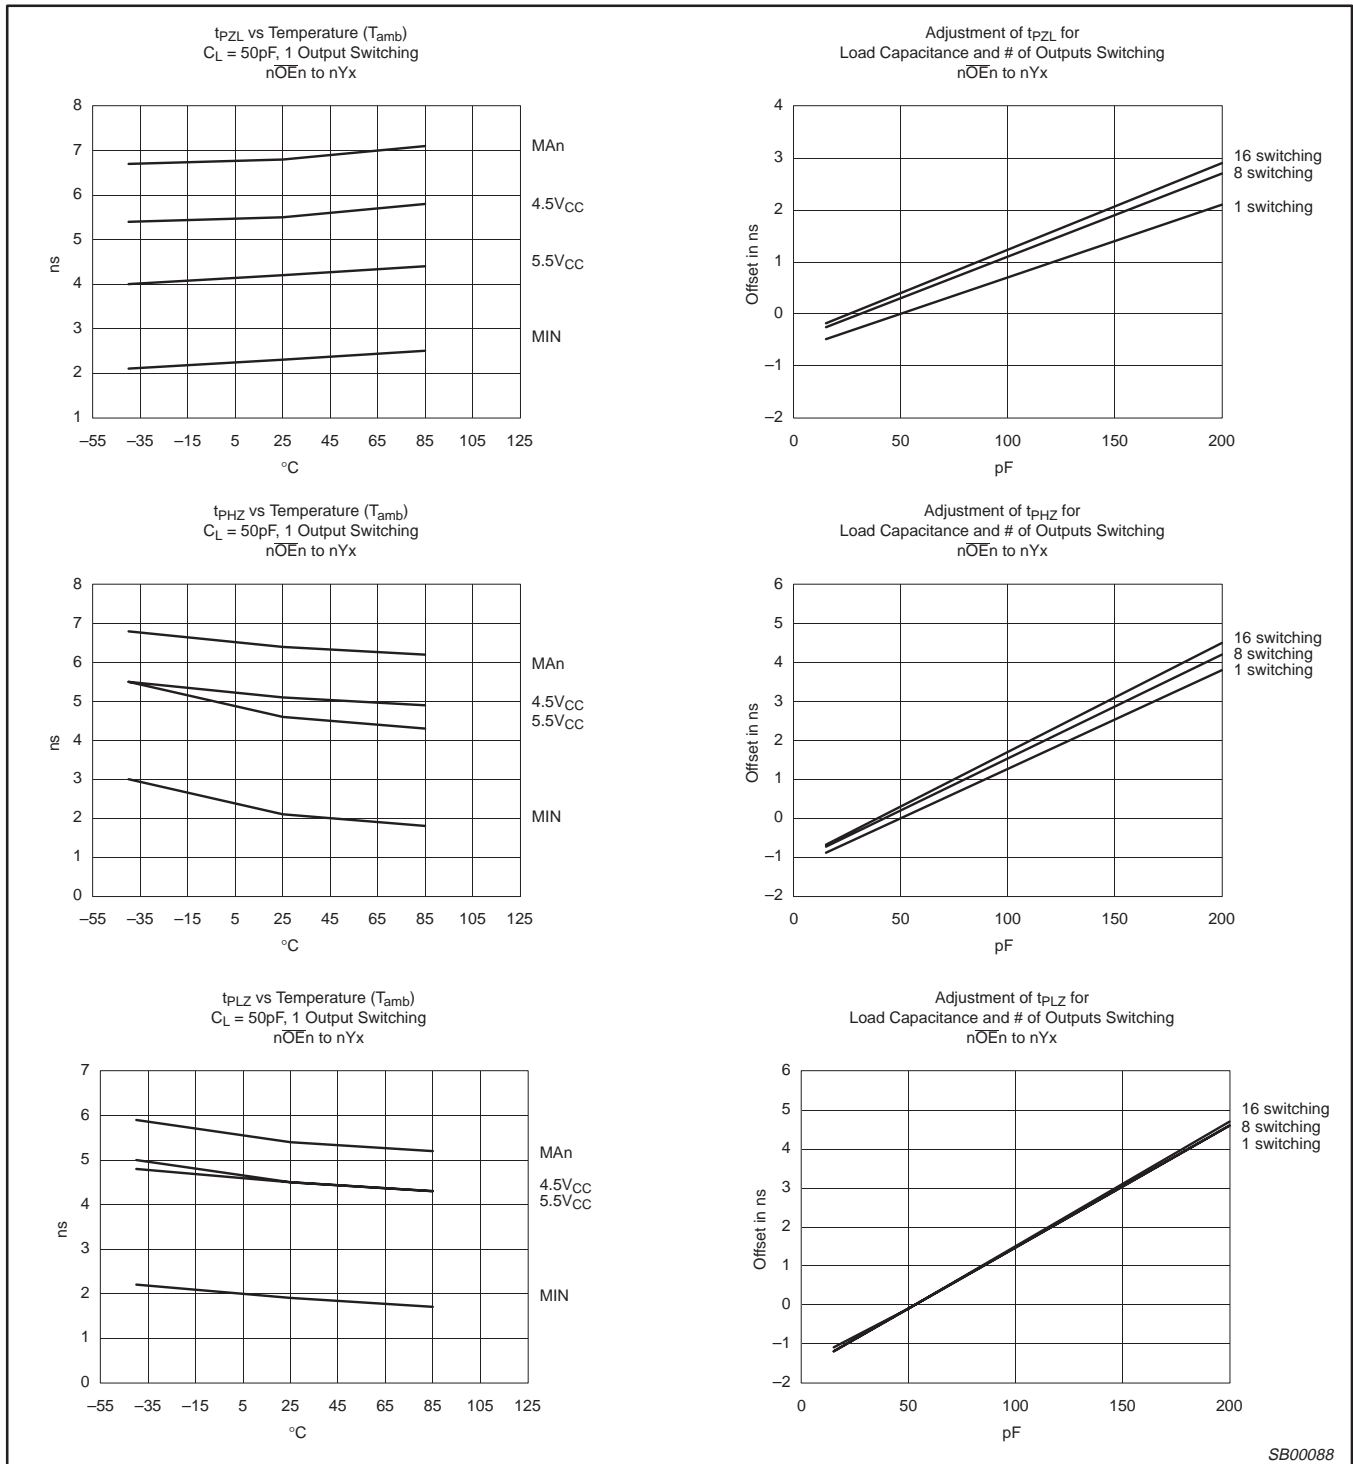 tPZL vs Temperature (Tamb)
CL = 50pF, 1 Output Switching
nOEn to nYx
8
7
6
5
4
3
2
1
ns
MAn
4.5VCC
5.5VCC
MIN
–55 –35 –15 5 25 45 65 85 105 125
°C
Adjustment of tPZL for
Load Capacitance and # of Outputs Switching
nOEn to nYx
4
3
2
1
0
–1
–2
Offset in ns
16 switching
8 switching
1 switching
0 50 100 150 200
pF
tPHZ vs Temperature (Tamb)
CL = 50pF, 1 Output Switching
nOEn to nYx
8
7
6
5
4
3
2
1
0
ns
MAn
4.5VCC
5.5VCC
MIN
–55 –35 –15 5 25 45 65 85 105 125
°C
Adjustment of tPHZ for
Load Capacitance and # of Outputs Switching
nOEn to nYx
6
5
4
3
2
1
0
–1
–2
Offset in ns
16 switching
8 switching
1 switching
0 50 100 150 200
pF
tPLZ vs Temperature (Tamb)
CL = 50pF, 1 Output Switching
nOEn to nYx
7
6
5
4
3
2
1
0
ns
MAn
4.5VCC
5.5VCC
MIN
–55 –35 –15 5 25 45 65 85 105 125
°C
Adjustment of tPLZ for
Load Capacitance and # of Outputs Switching
nOEn to nYx
6
5
4
3
2
1
0
–1
–2
Offset in ns
16 switching
8 switching
1 switching
0 50 100 150 200
pF
SB00088